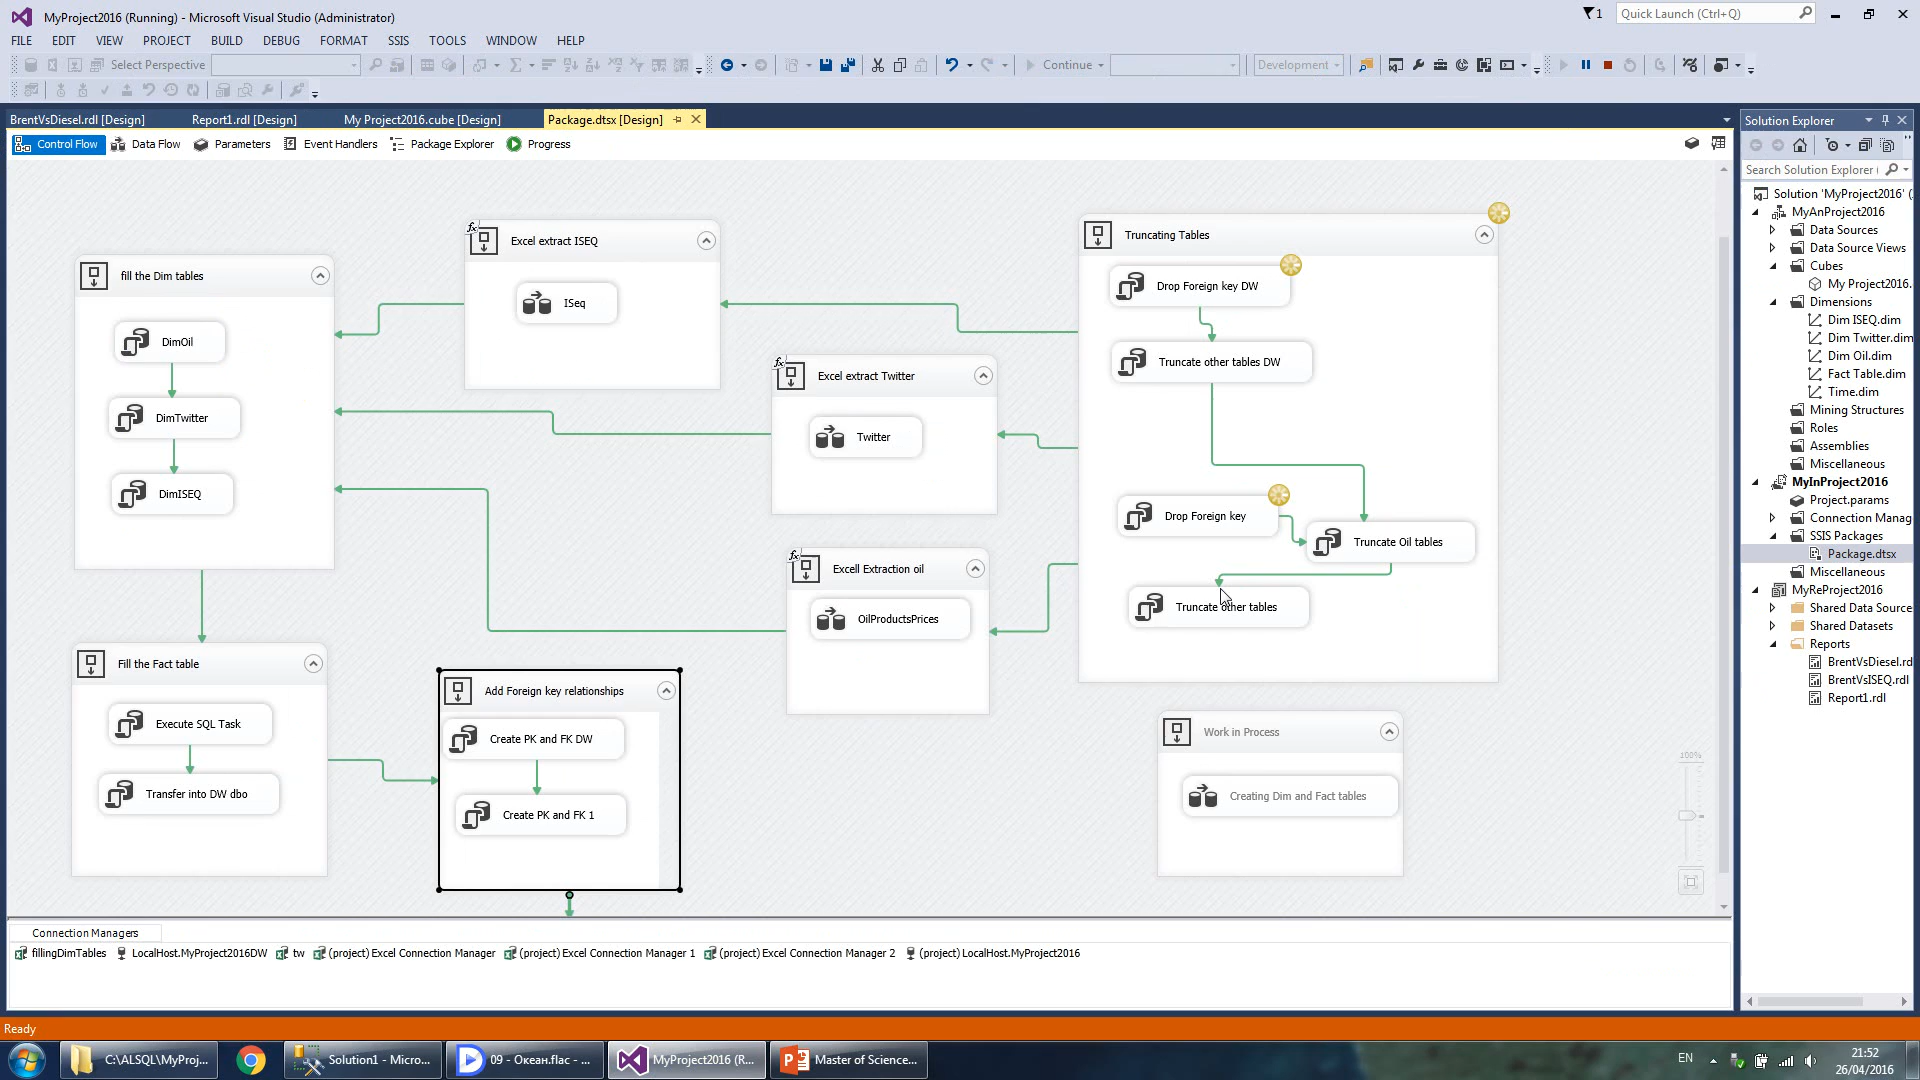 MyProject2016 (Running) - Microsoft Visual Studio (Administrator)
1
Quick Launch (Ctrl+Q)
FILE EDIT VIEW PROJECT BUILD DEBUG FORMAT SSIS TOOLS WINDOW HELP
Select Perspective
Continue
Development
BrentVsDiesel.rdl [Design] Report1.rdl [Design] My Project2016.cube [Design] Package.dtsx [Design]
Control Flow Data Flow Parameters Event Handlers Package Explorer Progress
fill the Dim tables
DimOil
DimTwitter
DimISEQ
fx
Excel extract ISEQ
ISeq
fx
Excel extract Twitter
Twitter
fx
Excell Extraction oil
OilProductsPrices
Truncating Tables
Drop Foreign key DW
Truncate other tables DW
Drop Foreign key
Truncate Oil tables
Truncate other tables
Fill the Fact table
Execute SQL Task
Transfer into DW dbo
Add Foreign key relationships
Create PK and FK DW
Create PK and FK 1
Work in Process
Creating Dim and Fact tables
100%
Connection Managers
fillingDimTables LocalHost.MyProject2016DW tw (project) Excel Connection Manager (project) Excel Connection Manager 1 (project) Excel Connection Manager 2 (project) LocalHost.MyProject2016
Solution Explorer
Search Solution Explorer (
Solution 'MyProject2016' (
MyAnProject2016
Data Sources
Data Source Views
Cubes
My Project2016.
Dimensions
Dim ISEQ.dim
Dim Twitter.dim
Dim Oil.dim
Fact Table.dim
Time.dim
Mining Structures
Roles
Assemblies
Miscellaneous
MyInProject2016
Project.params
Connection Manag
SSIS Packages
Package.dtsx
Miscellaneous
MyReProject2016
Shared Data Source
Shared Datasets
Reports
BrentVsDiesel.rd
BrentVsISEQ.rdl
Report1.rdl
Ready
C:\ALSQL\MyProj... Solution1 - Micro... 09 - Океан.flac - ... MyProject2016 (R... Master of Science...
EN
21:52
26/04/2016